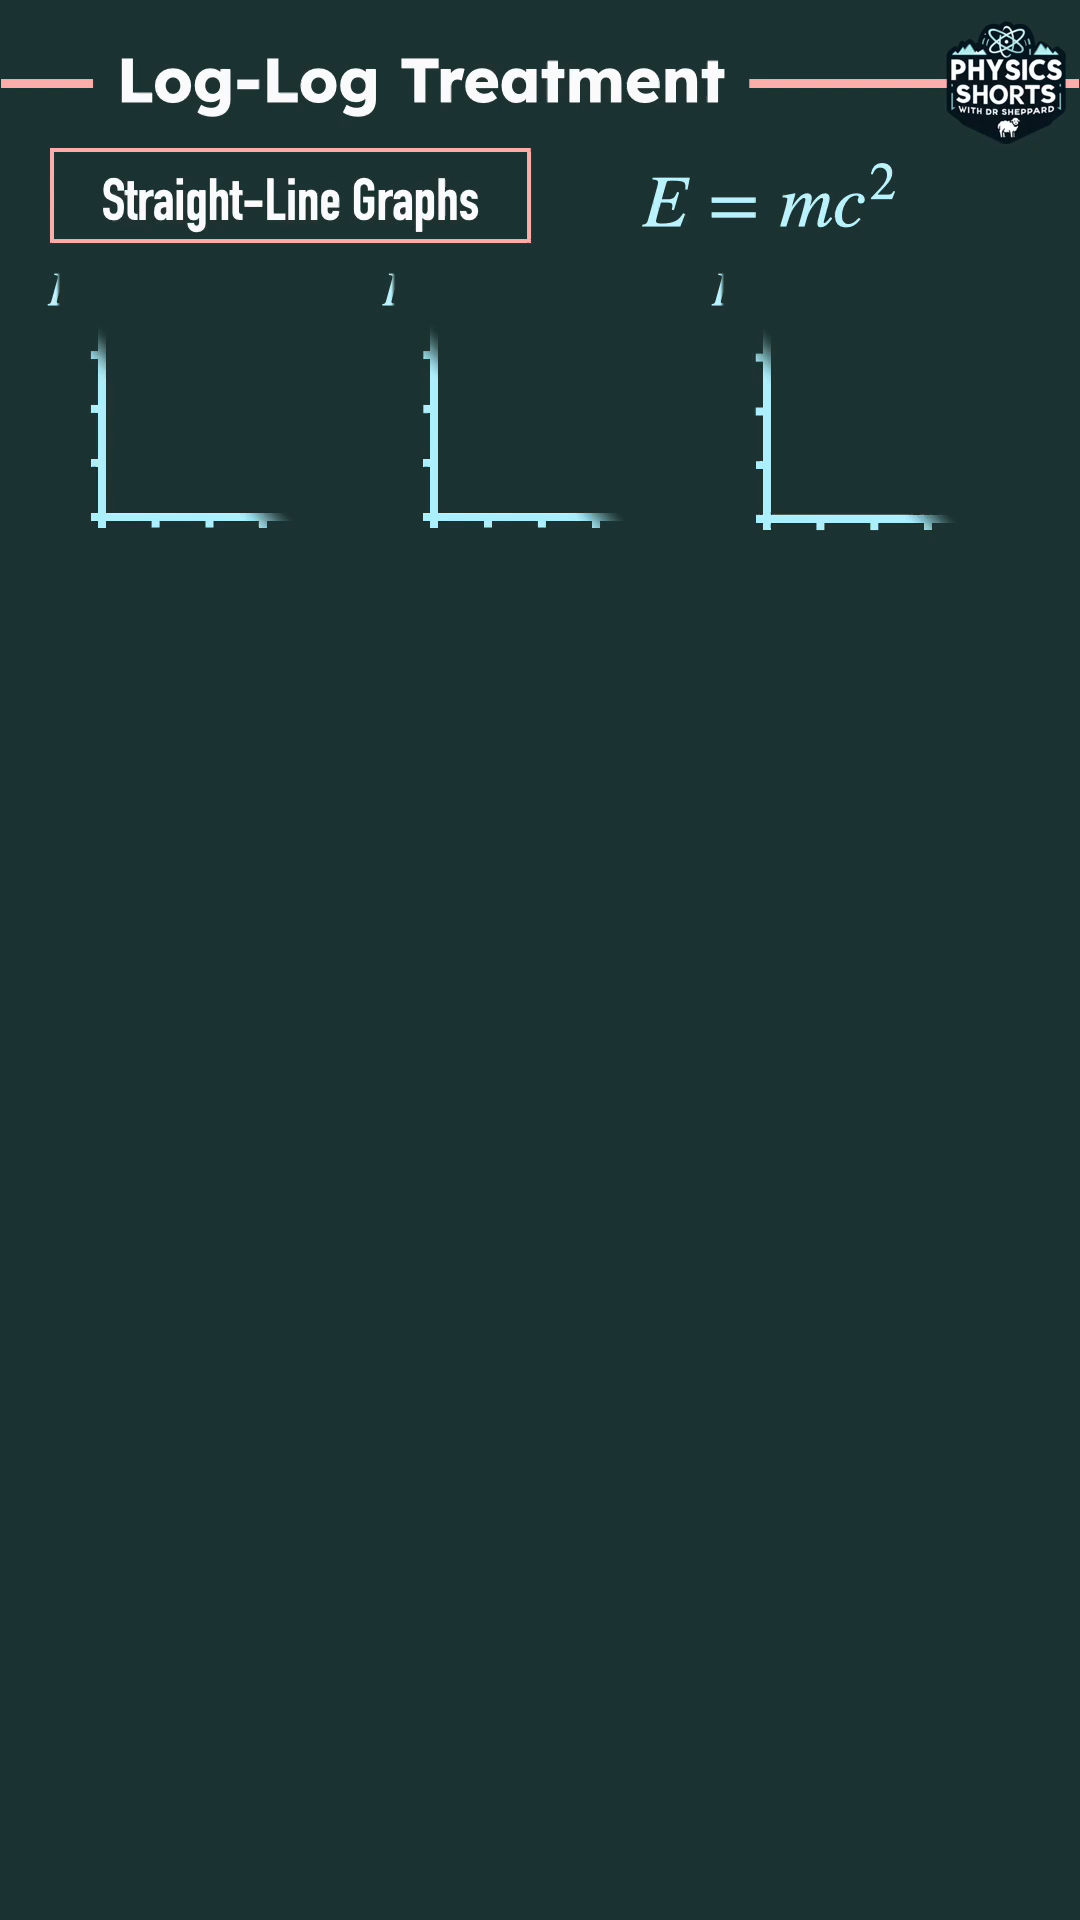 Log-Log Treatment
PHYSICS
SHORTS
WITH DR SHEPPARD
Straight-Line Graphs
E = mc²